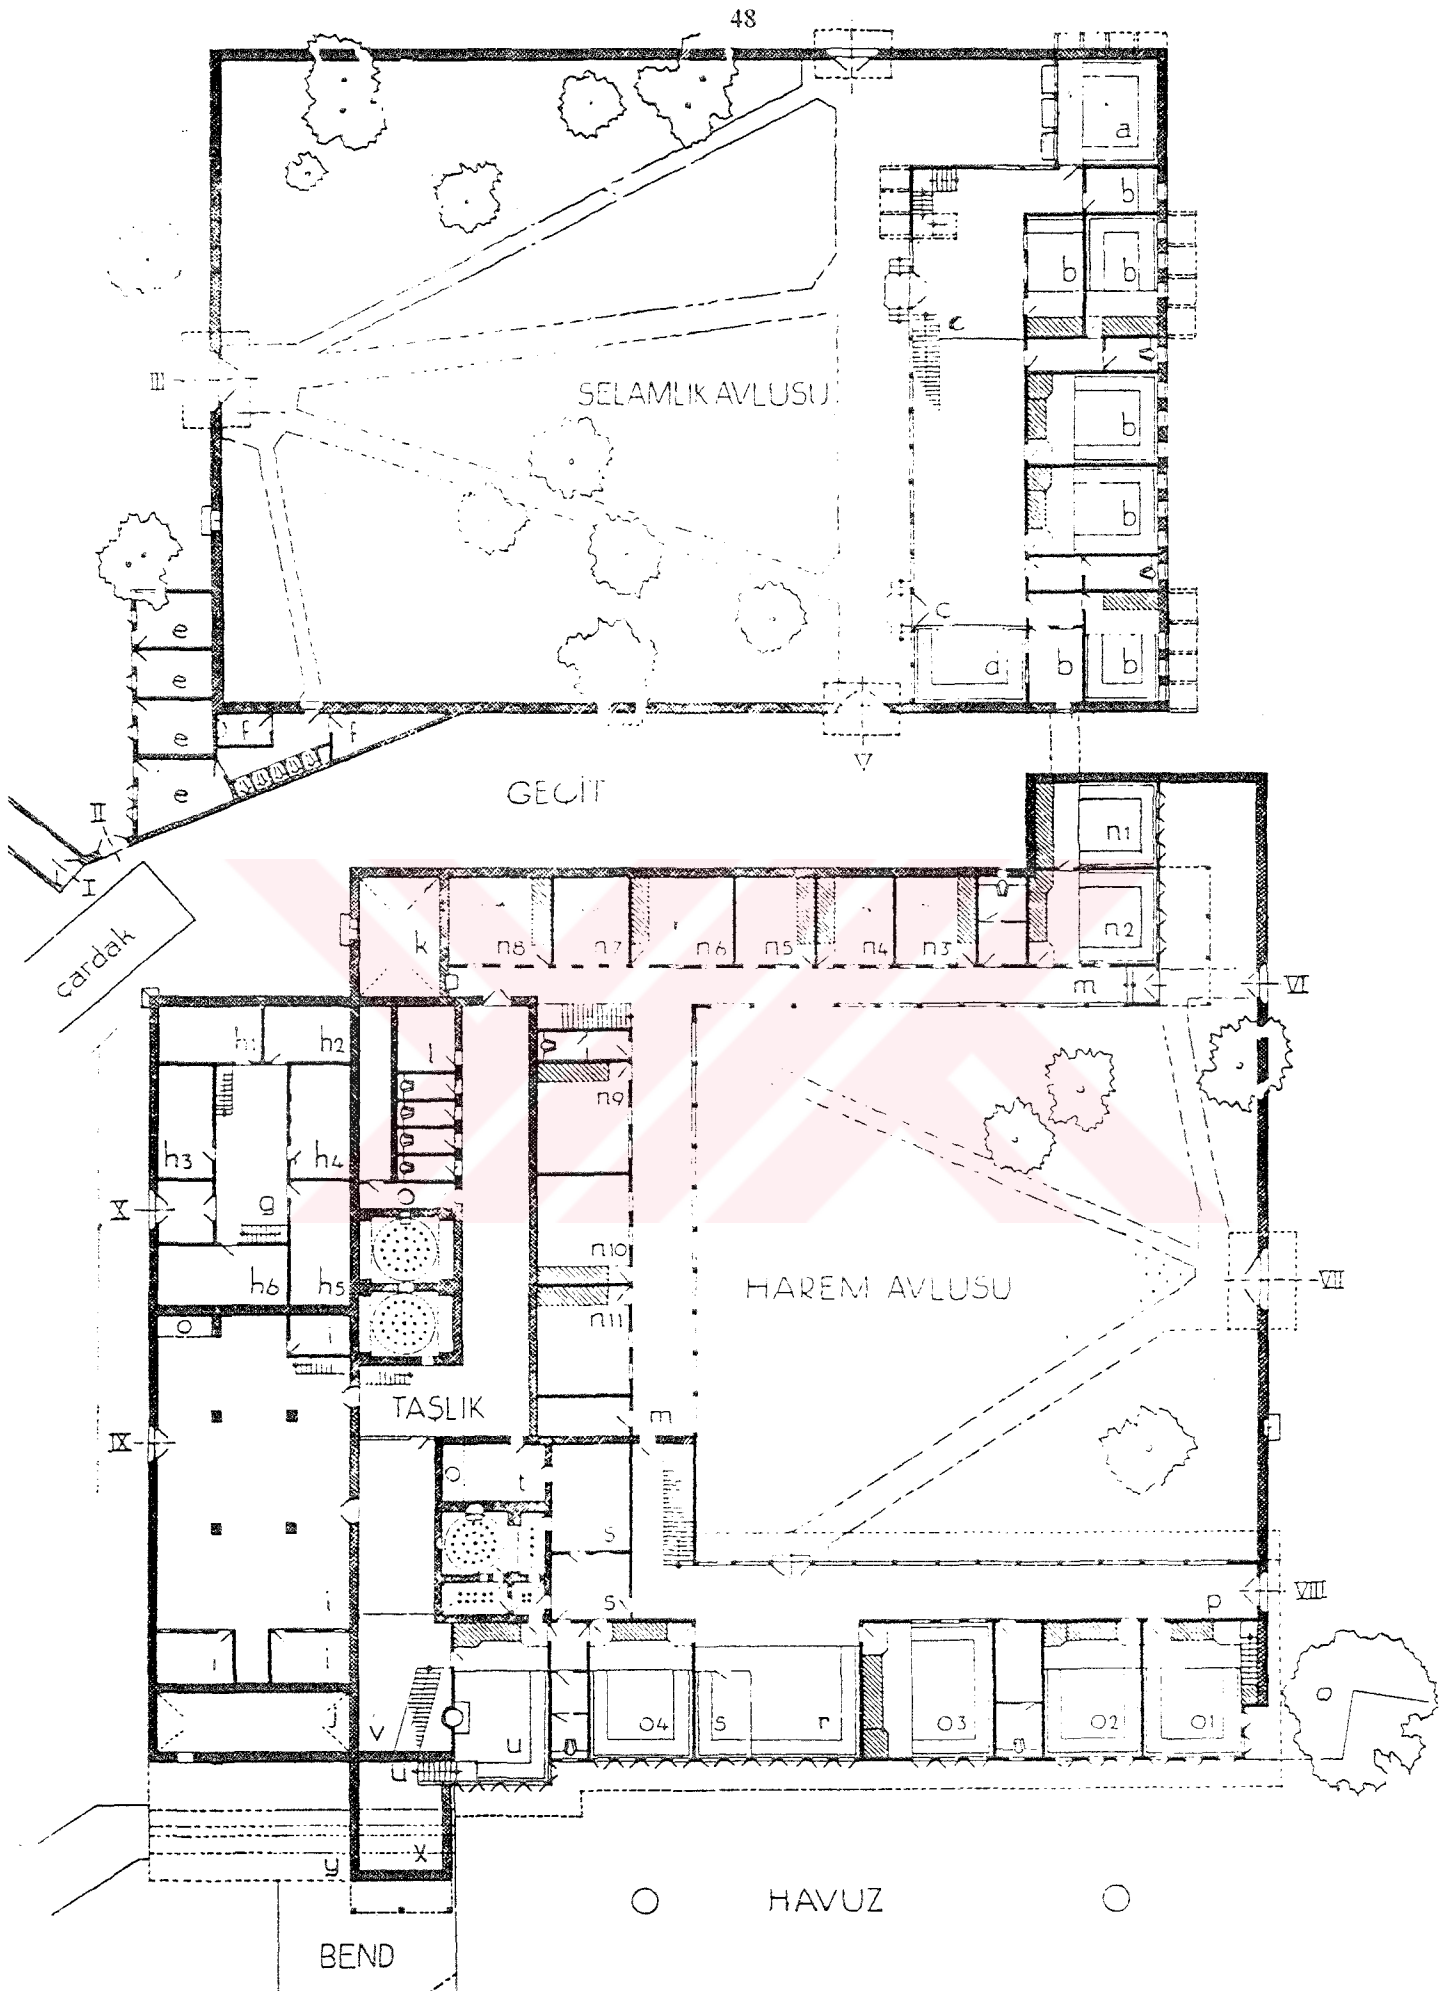 48
a
b
b
b
c
III
SELAMLIK AVLUSU
b
b
e
c
e
a
b
b
e
f
f
e
GEÇİT
V
II
I
n1
çardak
k
n8
n7
n6
n5
n4
n3
n2
m
VI
h1
h2
l
l
n9
h3
h4
X
g
n10
VII
h6
h5
HAREM AVLUSU
n11
i
TAŞLIK
m
IX
t
s
i
s
p
VIII
i
i
j
v
u
o4
s
r
o3
o2
o1
y
x
HAVUZ
BEND